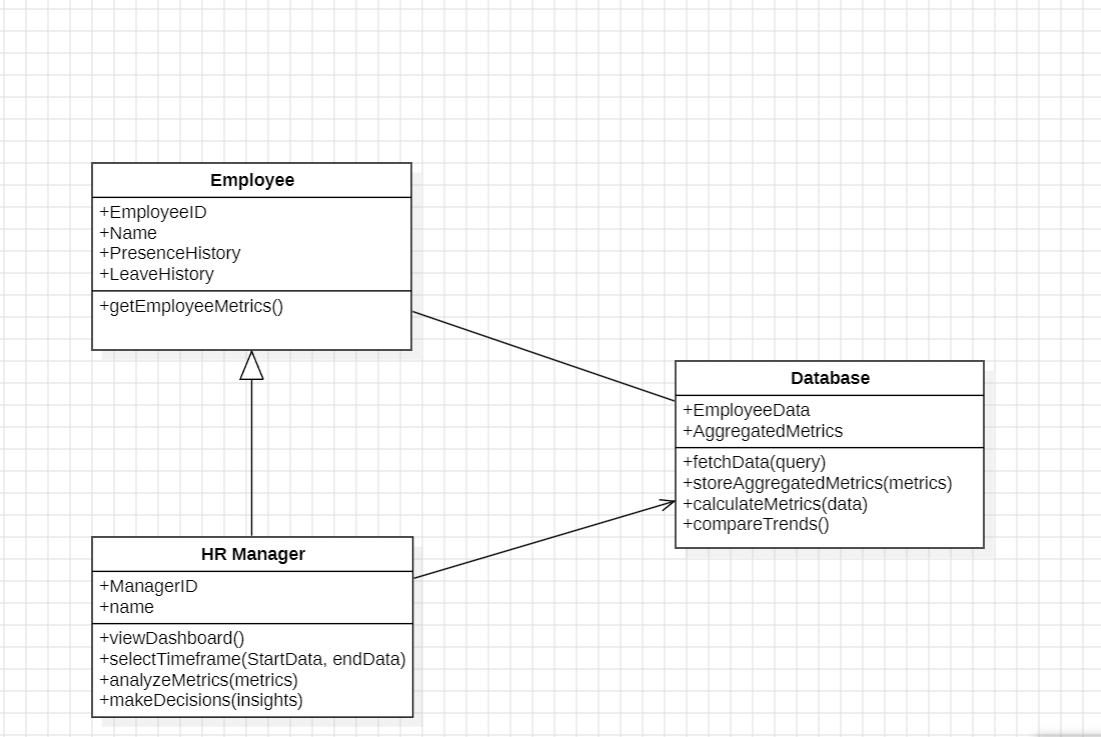 Employee
+EmployeeID
+Name
+PresenceHistory
+LeaveHistory
+getEmployeeMetrics()
Database
+EmployeeData
+AggregatedMetrics
+fetchData(query)
+storeAggregatedMetrics(metrics)
+calculateMetrics(data)
+compareTrends()
HR Manager
+ManagerID
+name
+viewDashboard()
+selectTimeframe(StartData, endData)
+analyzeMetrics(metrics)
+makeDecisions(insights)